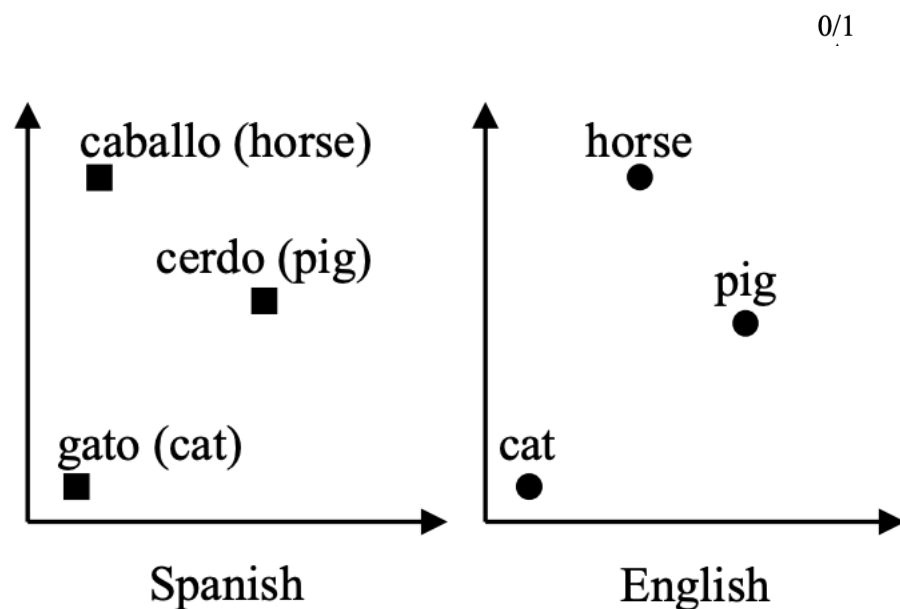 0/1
caballo (horse)
cerdo (pig)
gato (cat)
Spanish
horse
pig
cat
English